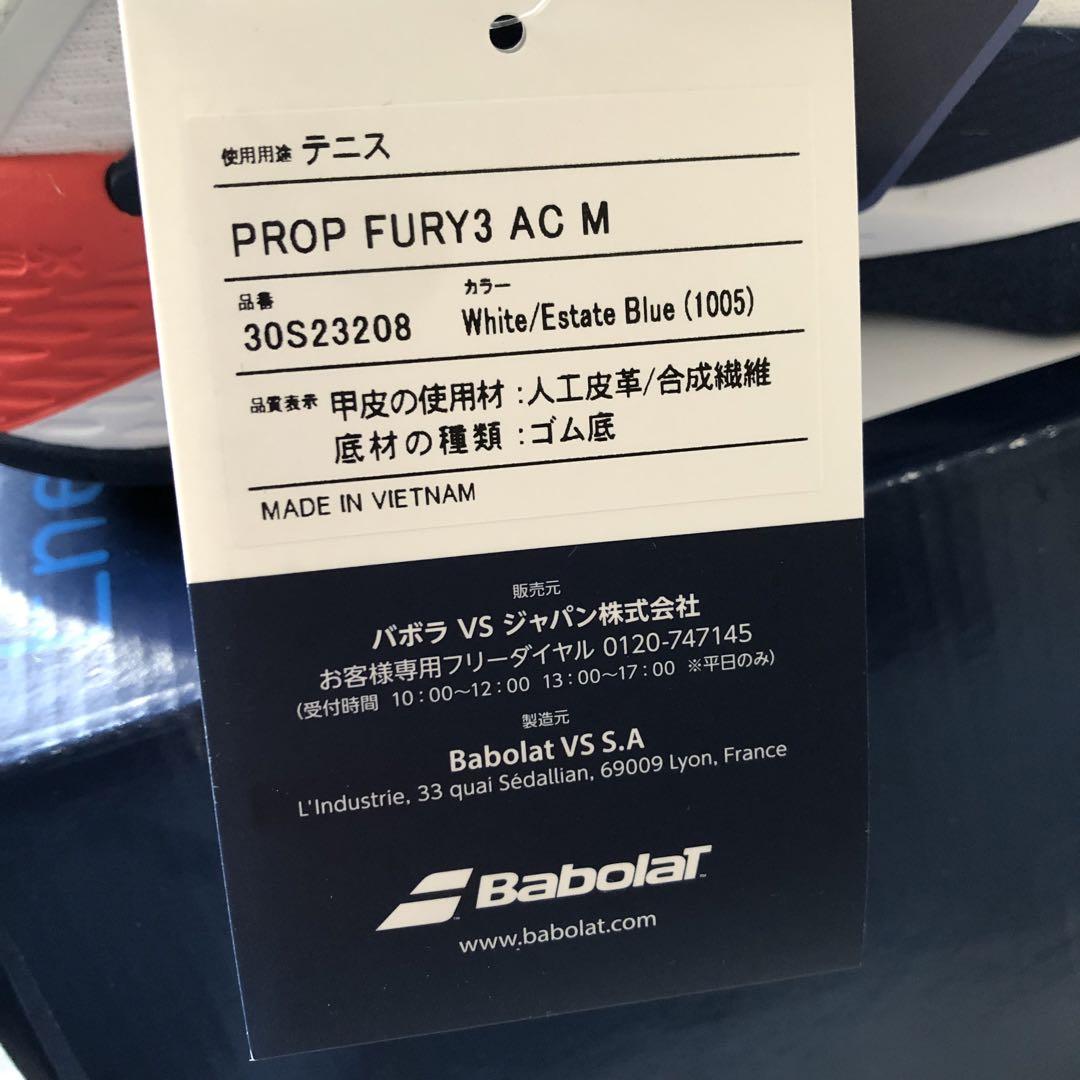 使用用途 テニス
PROP FURY3 AC M
品番 カラー
30S23208 White/Estate Blue (1005)
品質表示 甲皮の使用材 : 人工皮革/合成繊維
底材の種類 : ゴム底
MADE IN VIETNAM
販売元
バボラ VS ジャパン株式会社
お客様専用フリーダイヤル 0120-747145
(受付時間 10：00〜12：00 13：00〜17：00 ※平日のみ)
製造元
Babolat VS S.A
L'Industrie, 33 quai Sédallian, 69009 Lyon, France
BabolaT
www.babolat.com